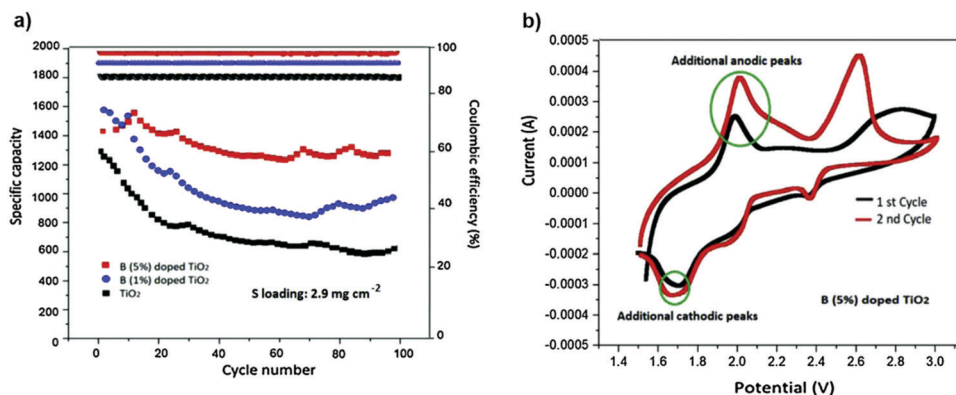 a)
2000
1800
1600
1400
1200
1000
800
600
400
200
0
Specific capacity
100
80
60
40
20
0
Coulombic efficiency (%)
B (5%) doped TiO₂
B (1%) doped TiO₂
TiO₂
S loading: 2.9 mg cm⁻²
0 20 40 60 80 100
Cycle number
b)
0.0005
0.0004
0.0003
0.0002
0.0001
0.0000
-0.0001
-0.0002
-0.0003
-0.0004
-0.0005
Current (A)
Additional anodic peaks
1 st Cycle
2 nd Cycle
B (5%) doped TiO₂
Additional cathodic peaks
1.4 1.6 1.8 2.0 2.2 2.4 2.6 2.8 3.0
Potential (V)